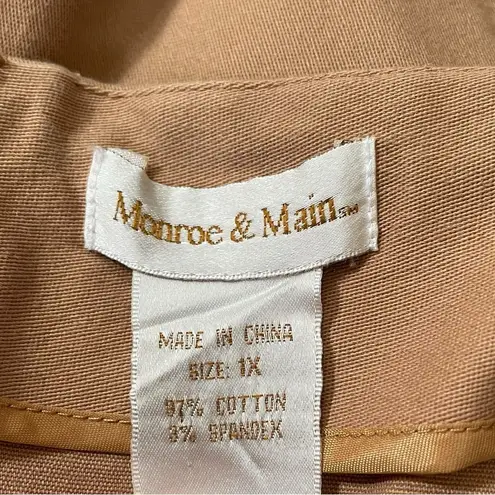 Monroe & Main SM
MADE IN CHINA
SIZE: 1X
97% COTTON
3% SPANDEX